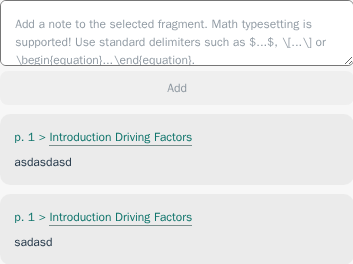 Add a note to the selected fragment. Math typesetting is
supported! Use standard delimiters such as $...$, \[...\] or
\begin{equation}...\end{equation}.
Add
p. 1 > Introduction Driving Factors
asdasdasd
p. 1 > Introduction Driving Factors
sadasd